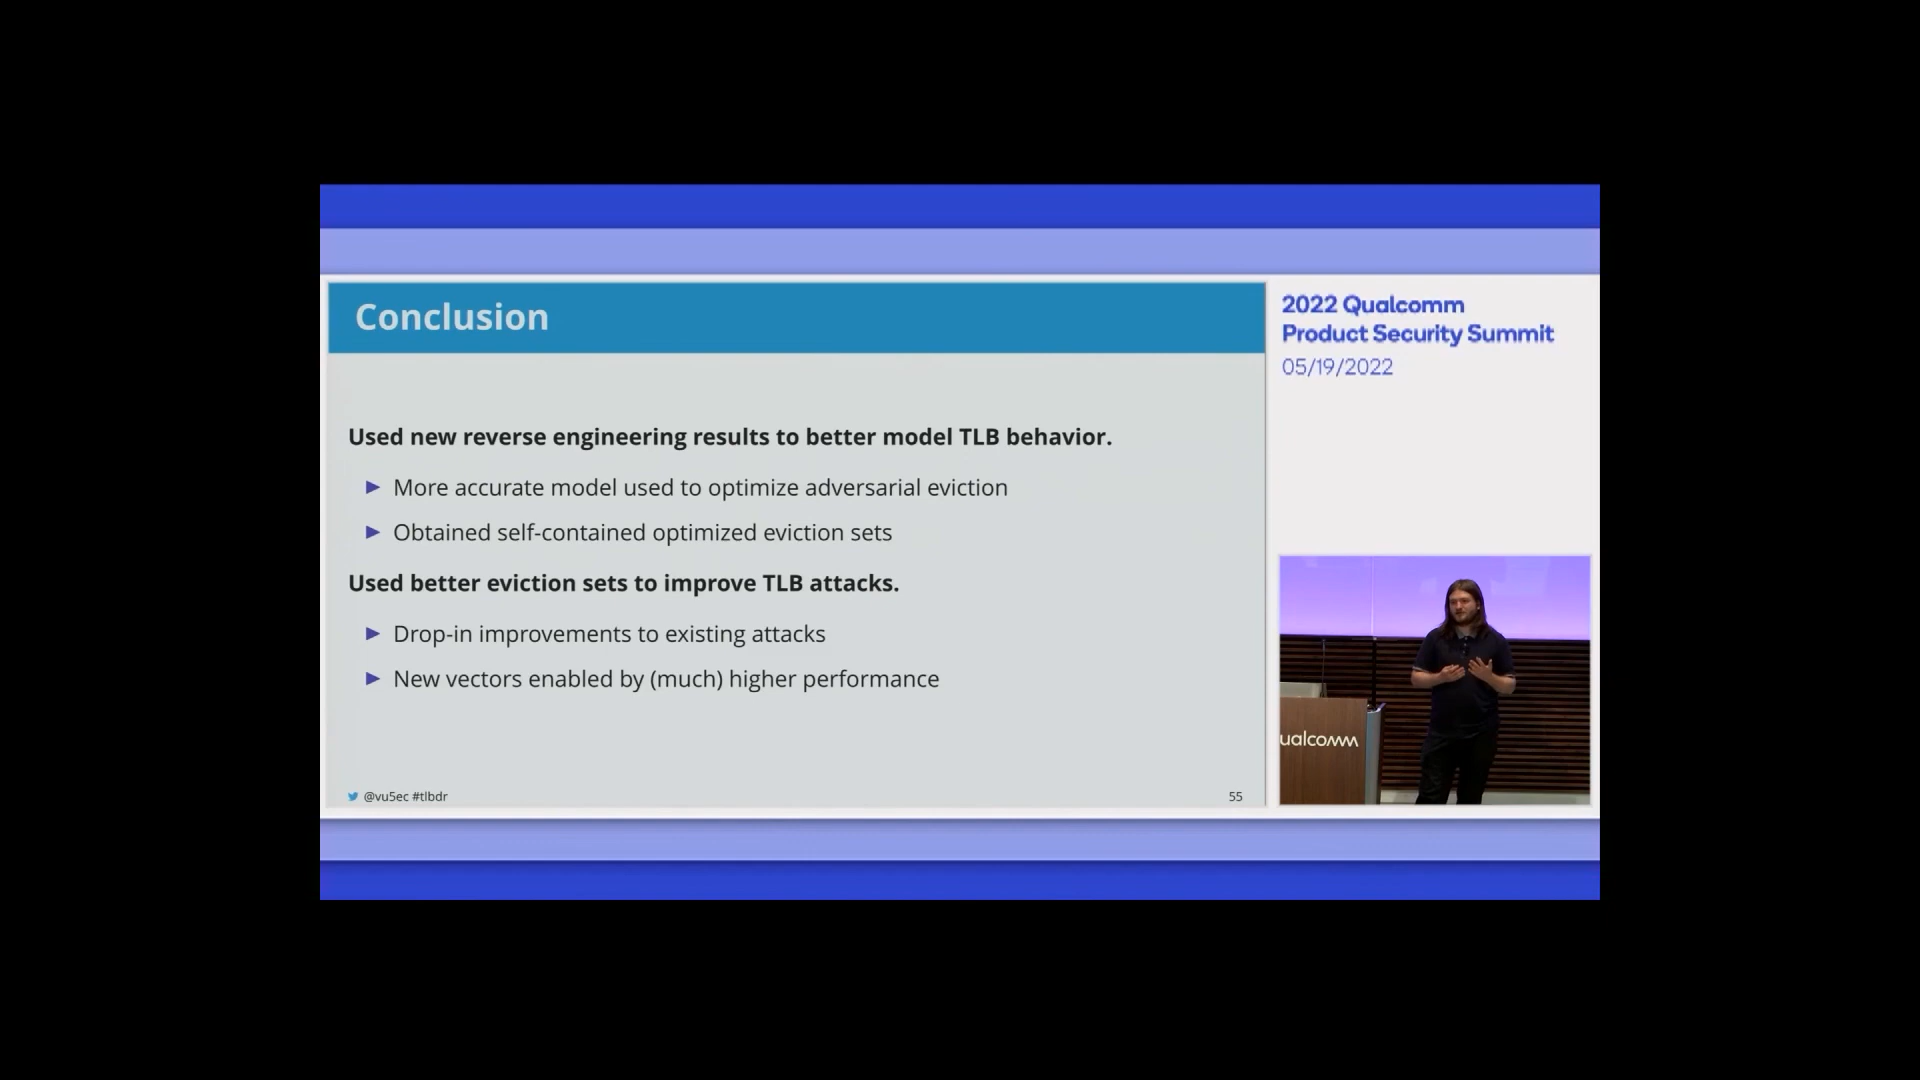 Conclusion
Used new reverse engineering results to better model TLB behavior.
More accurate model used to optimize adversarial eviction
Obtained self-contained optimized eviction sets
Used better eviction sets to improve TLB attacks.
Drop-in improvements to existing attacks
New vectors enabled by (much) higher performance
@vu5ec #tlbdr
55
2022 Qualcomm
Product Security Summit
05/19/2022
ualcomm